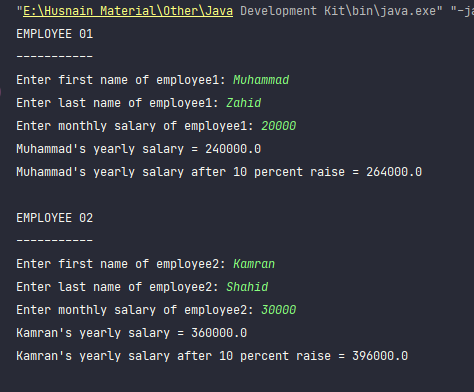 "E:\Husnain Material\Other\Java Development Kit\bin\java.exe" "-ja
EMPLOYEE 01
-----------
Enter first name of employee1: Muhammad
Enter last name of employee1: Zahid
Enter monthly salary of employee1: 20000
Muhammad's yearly salary = 240000.0
Muhammad's yearly salary after 10 percent raise = 264000.0
EMPLOYEE 02
-----------
Enter first name of employee2: Kamran
Enter last name of employee2: Shahid
Enter monthly salary of employee2: 30000
Kamran's yearly salary = 360000.0
Kamran's yearly salary after 10 percent raise = 396000.0